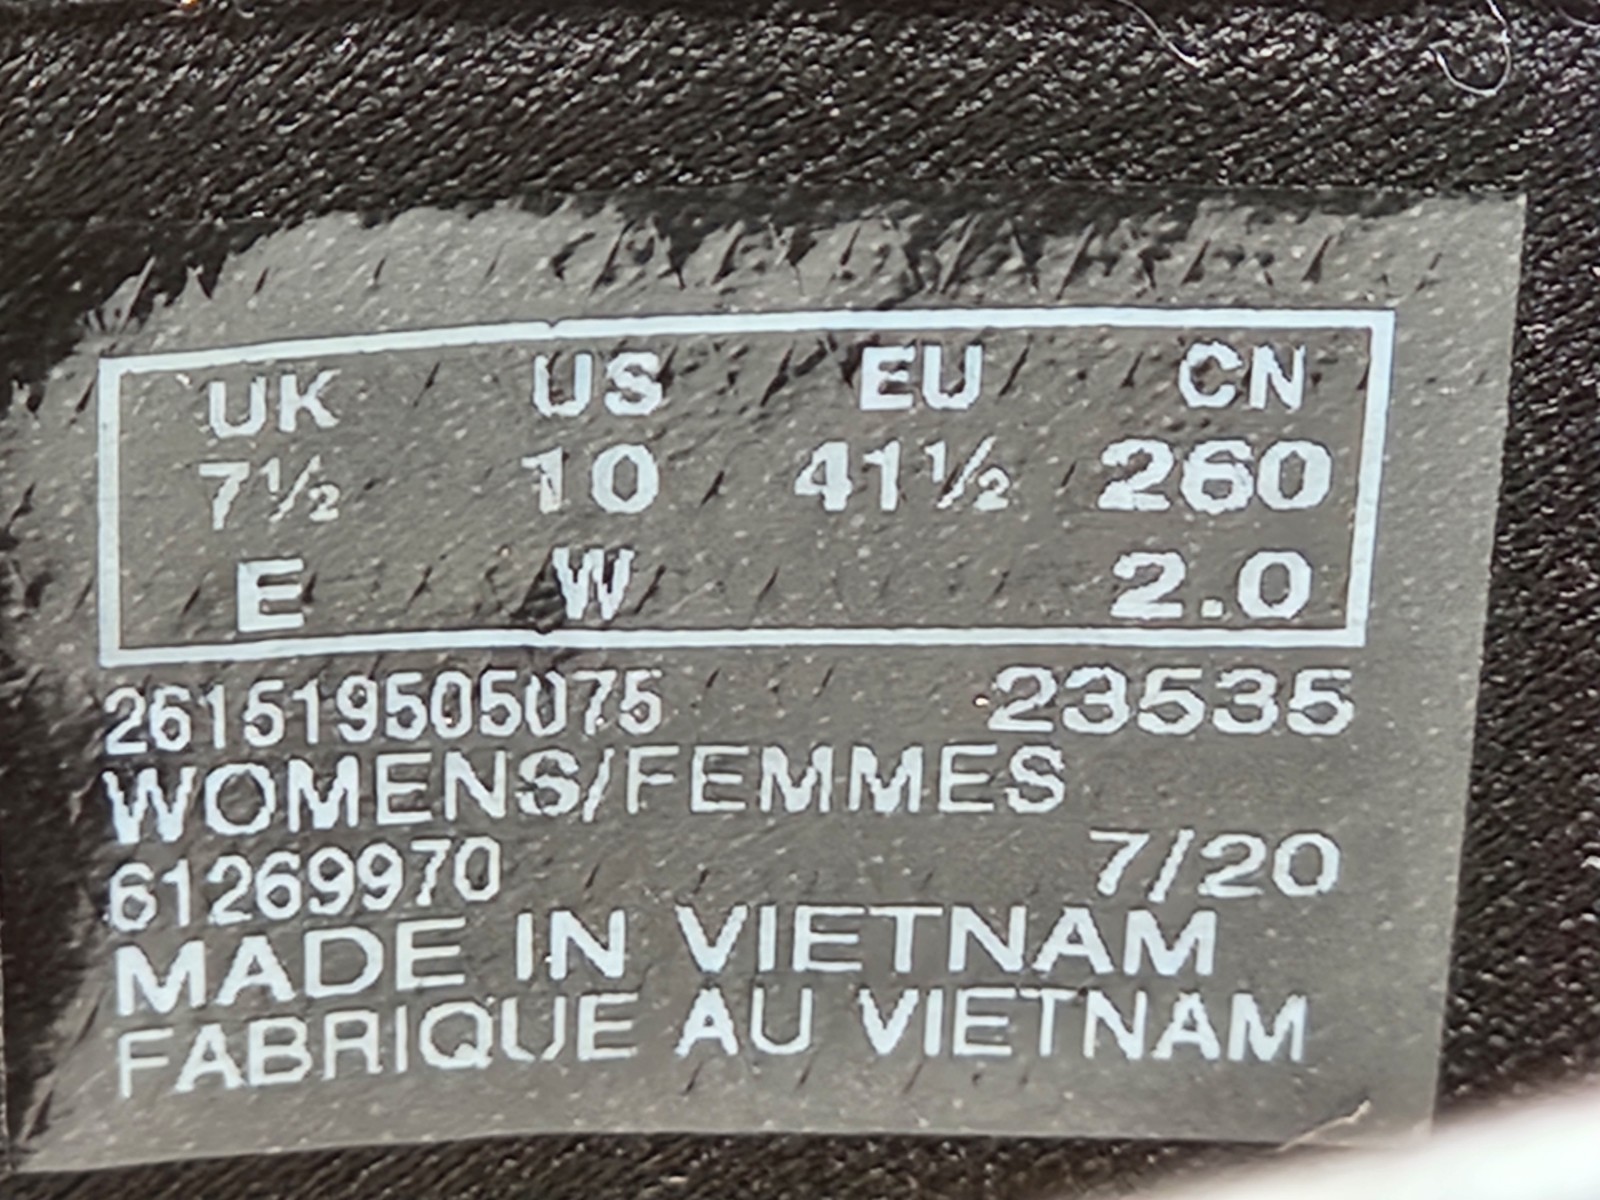 UK US EU CN
7½ 10 41½ 260
E W 2.0
261519505075 23535
WOMENS/FEMMES
61269970 7/20
MADE IN VIETNAM
FABRIQUE AU VIETNAM